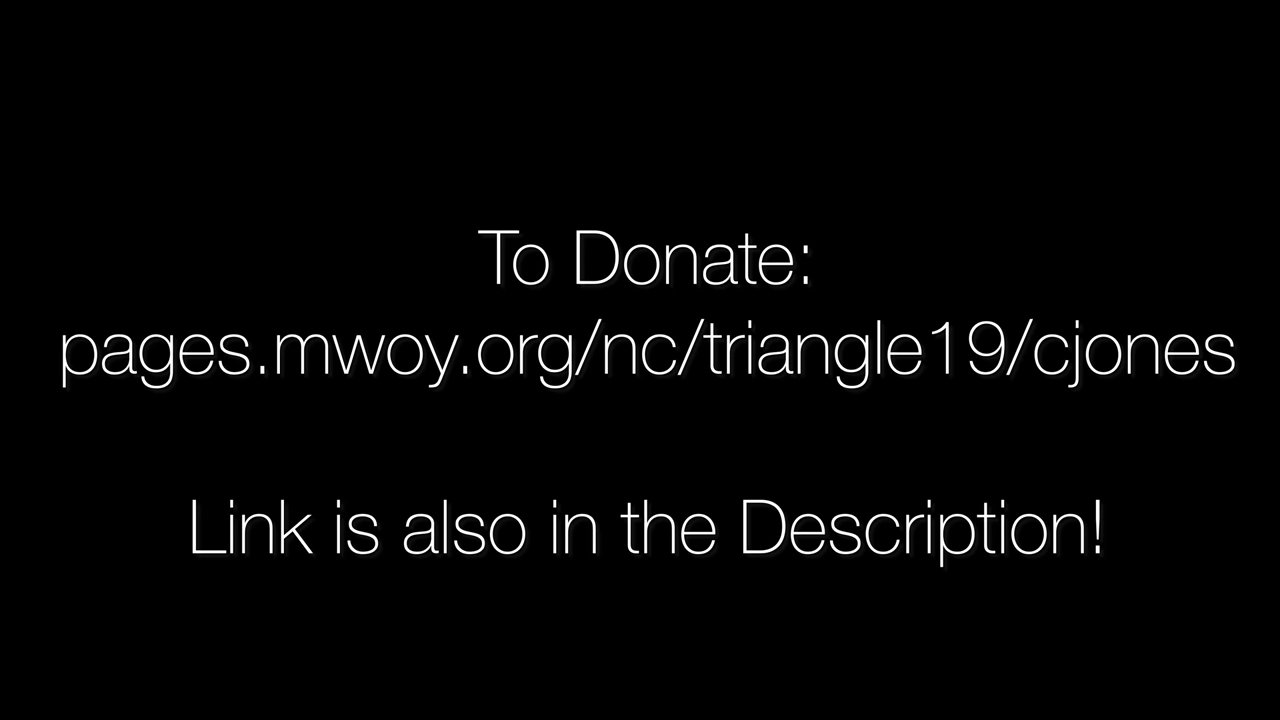 To Donate:
pages.mwoy.org/nc/triangle19/cjones
Link is also in the Description!